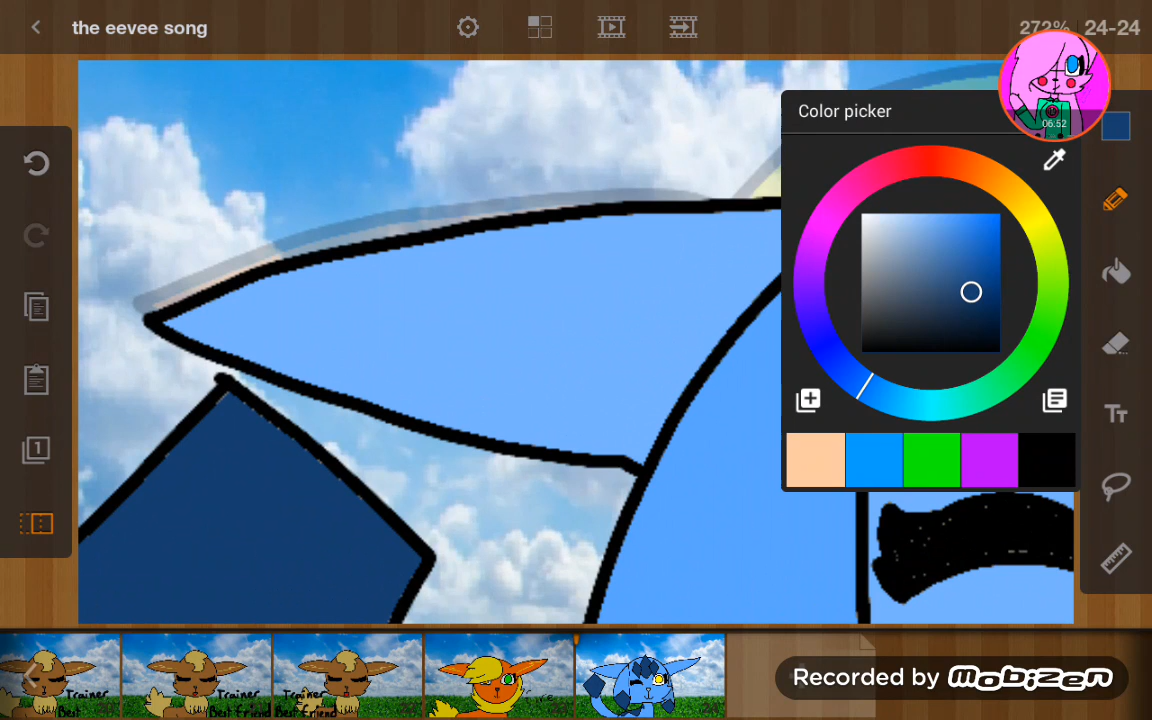 the eevee song
272% 24-24
Color picker
06:52
1
Trainer
Best
Trainer
Best friend
Trainer
Best friend
Recorded by mobizen